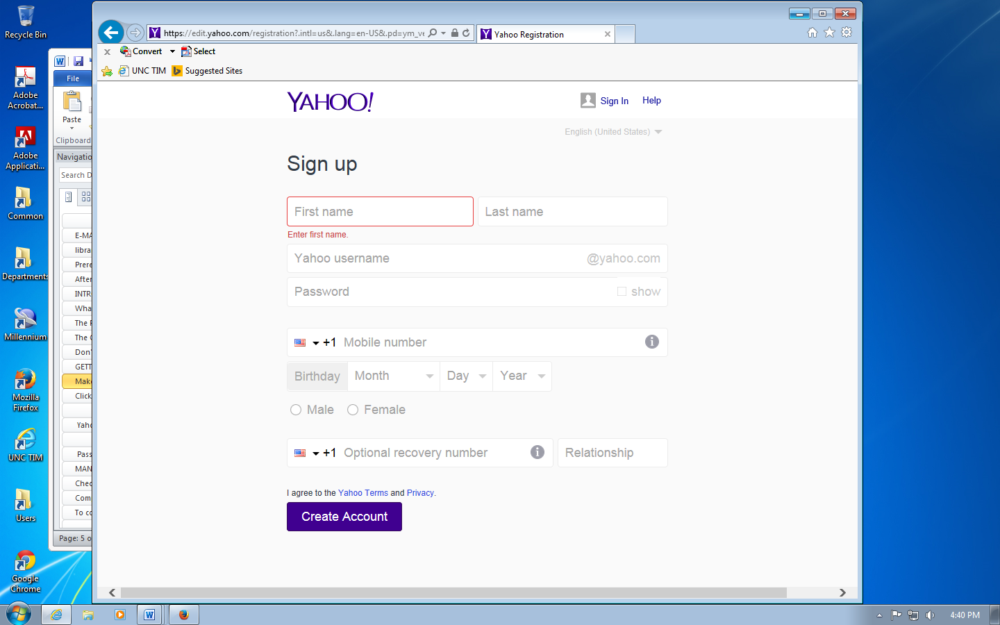 Recycle Bin
Adobe Acrobat...
Adobe Applicati...
Common
Departments
Millennium
Mozilla Firefox
UNC TIM
Users
Google Chrome
W
File
Paste
Clipboard
Navigatio
Search D
E-MA
libra
Prere
After
INTR
Wha
The F
The C
Don'
GETT
Make
Click
Yaho
Pass
MAN
Chec
Com
To co
Page: 5 o
https://edit.yahoo.com/registration?.intl=us&.lang=en-US&.pd=ym_ve
Yahoo Registration
x Convert Select
UNC TIM Suggested Sites
YAHOO!
Sign In Help
English (United States)
Sign up
First name Last name
Enter first name.
Yahoo username @yahoo.com
Password show
+1 Mobile number
Birthday Month Day Year
Male Female
+1 Optional recovery number Relationship
I agree to the Yahoo Terms and Privacy.
Create Account
4:40 PM